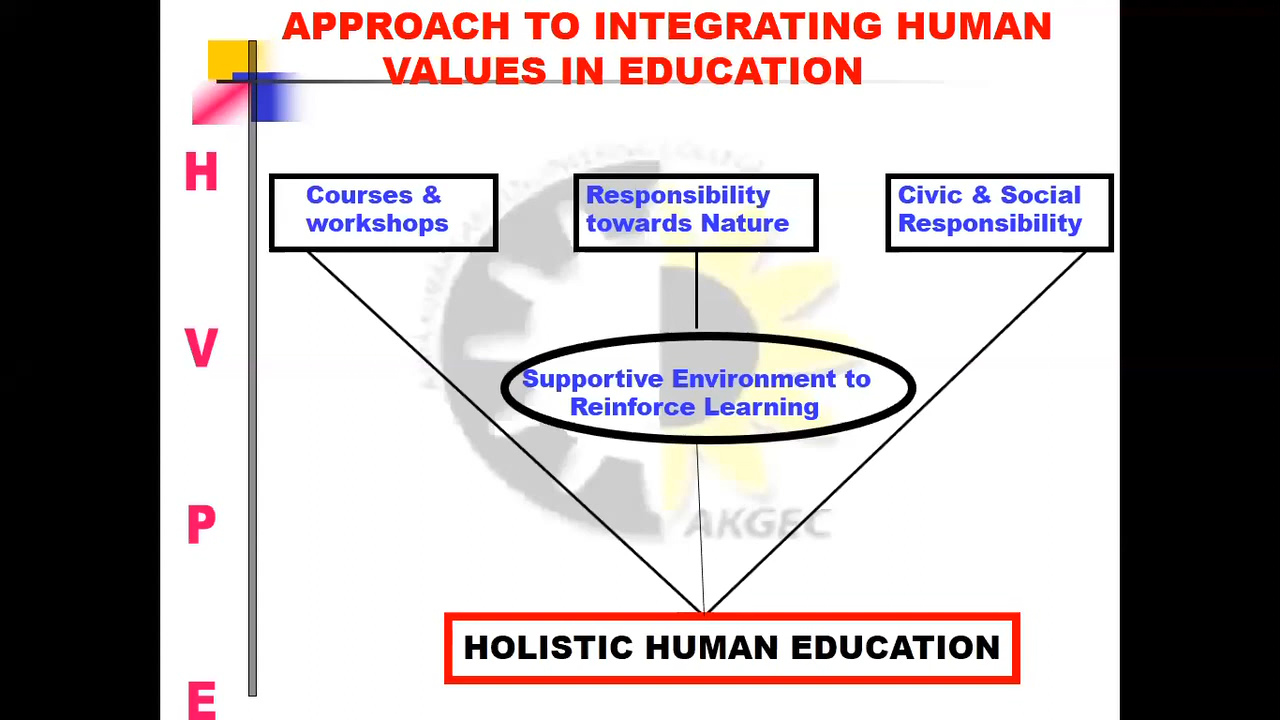 APPROACH TO INTEGRATING HUMAN
VALUES IN EDUCATION
H
V
P
E
Courses &
workshops
Responsibility
towards Nature
Civic & Social
Responsibility
Supportive Environment to
Reinforce Learning
AKGEC
HOLISTIC HUMAN EDUCATION